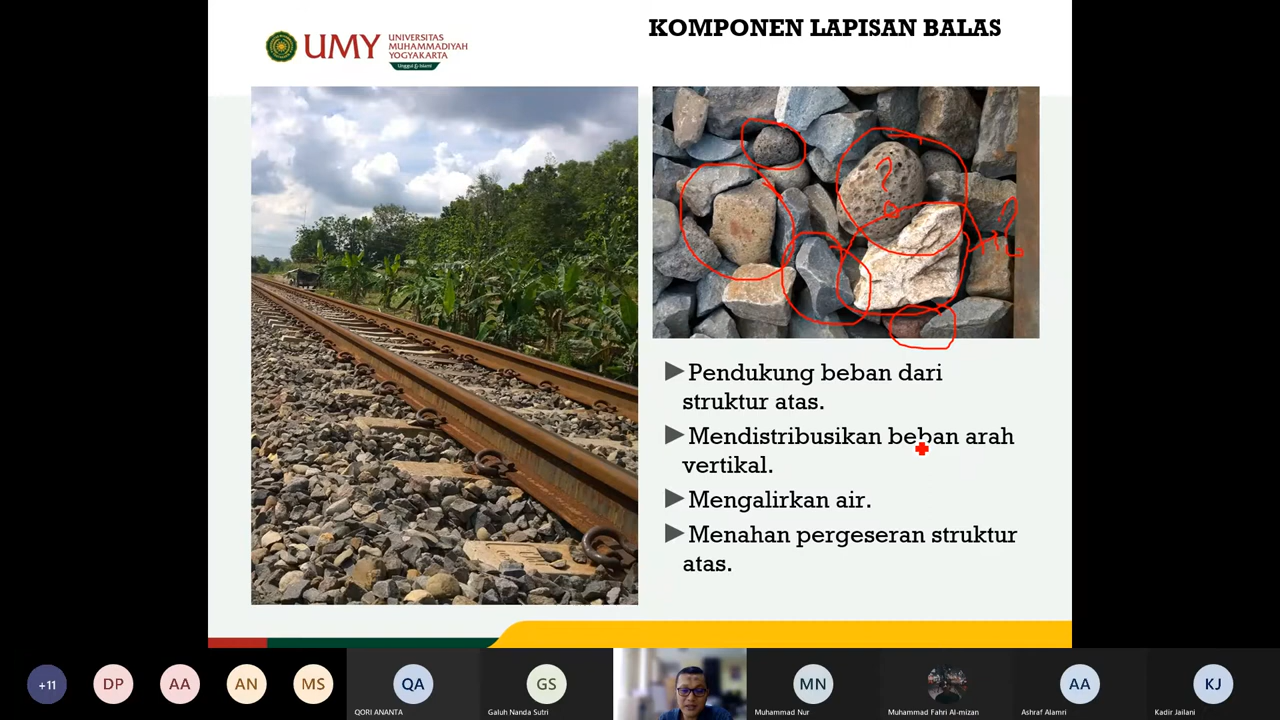 KOMPONEN LAPISAN BALAS
UMY
UNIVERSITAS
MUHAMMADIYAH
YOGYAKARTA
Unggul & Islami
?
Pendukung beban dari
struktur atas.
Mendistribusikan beban arah
vertikal.
Mengalirkan air.
Menahan pergeseran struktur
atas.
+11
DP
AA
AN
MS
QA
GS
MN
AA
KJ
QORI ANANTA
Galuh Nanda Sutri
Muhammad Nur
Muhammad Fahri Al-mizan
Ashraf Alamri
Kadir Jailani